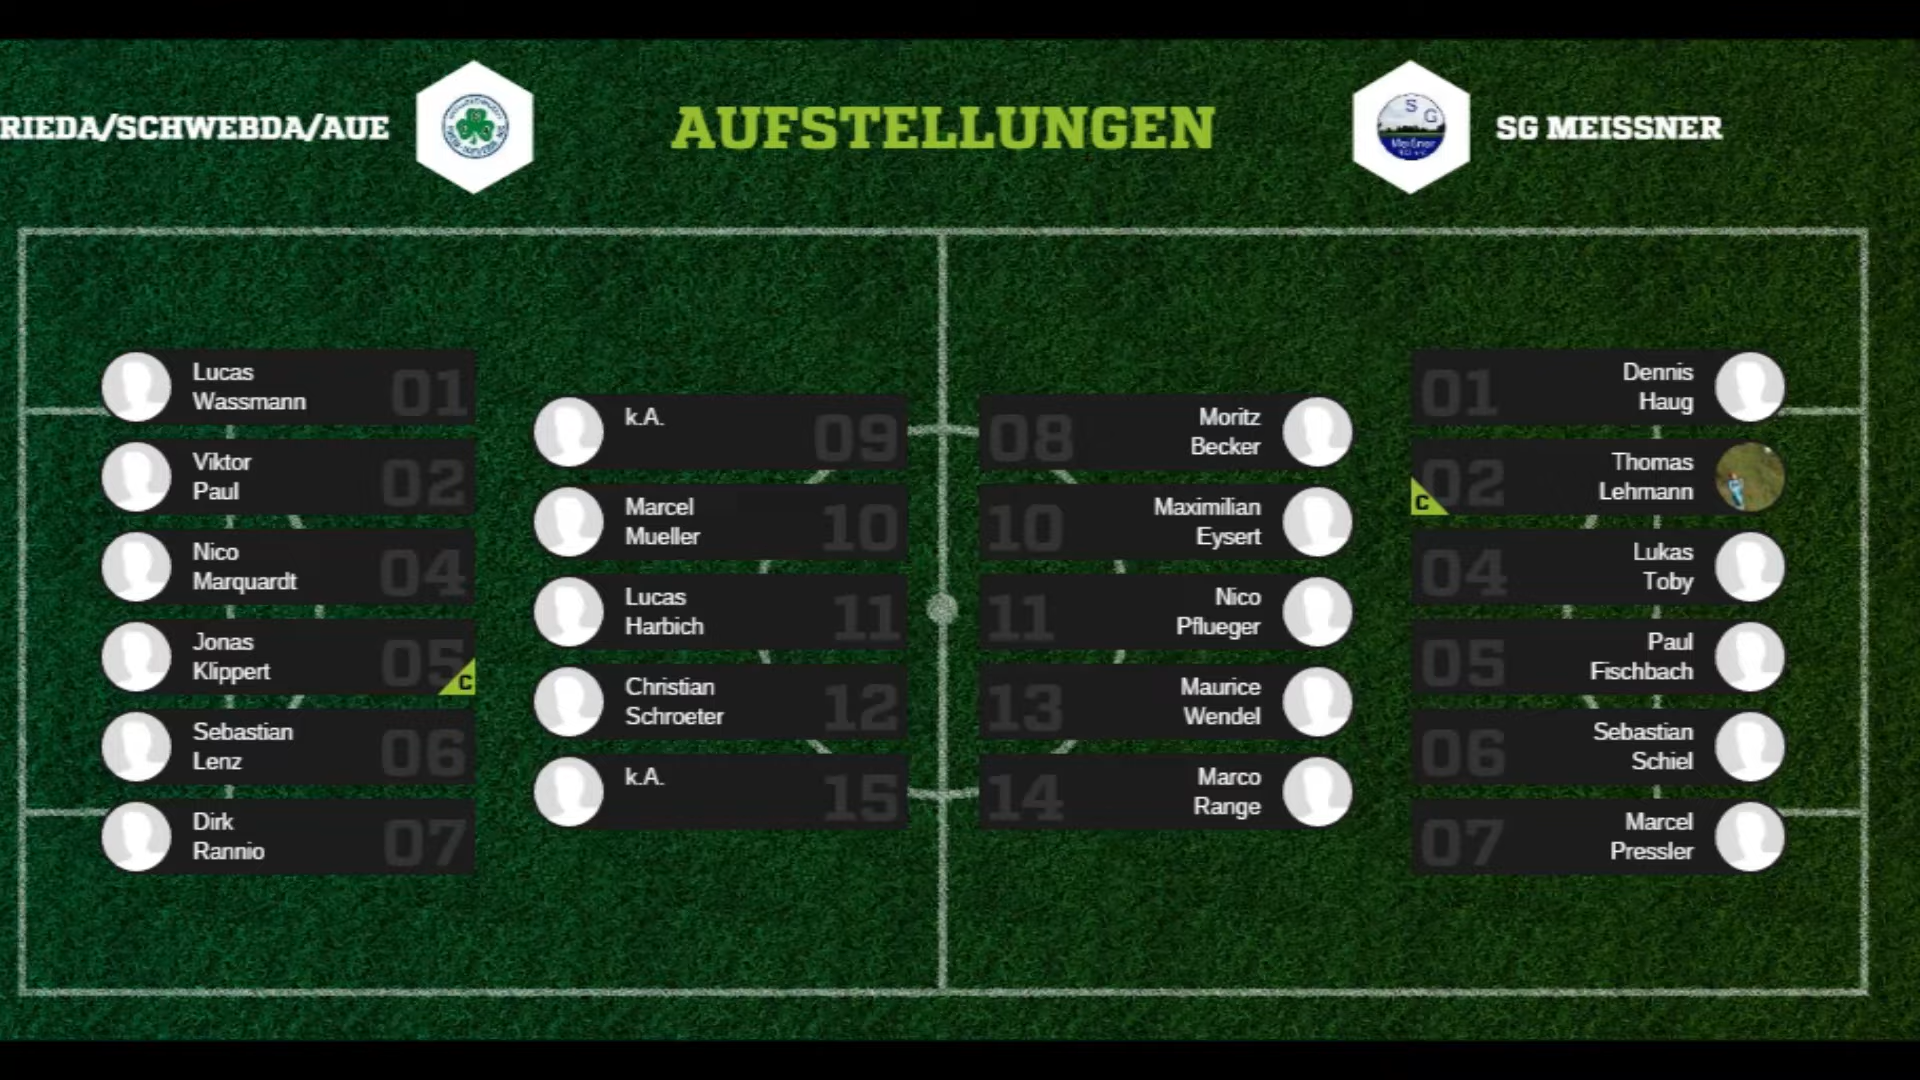 RIEDA/SCHWEBDA/AUE
AUFSTELLUNGEN
S
G
Meißner
SG MEISSNER
Lucas
Wassmann
01
Viktor
Paul
02
Nico
Marquardt
04
Jonas
Klippert
05
C
Sebastian
Lenz
06
Dirk
Rannio
07
k.A.
09
Marcel
Mueller
10
Lucas
Harbich
11
Christian
Schroeter
12
k.A.
15
08
Moritz
Becker
10
Maximilian
Eysert
11
Nico
Pflueger
13
Maurice
Wendel
14
Marco
Range
01
Dennis
Haug
02
C
Thomas
Lehmann
04
Lukas
Toby
05
Paul
Fischbach
06
Sebastian
Schiel
07
Marcel
Pressler